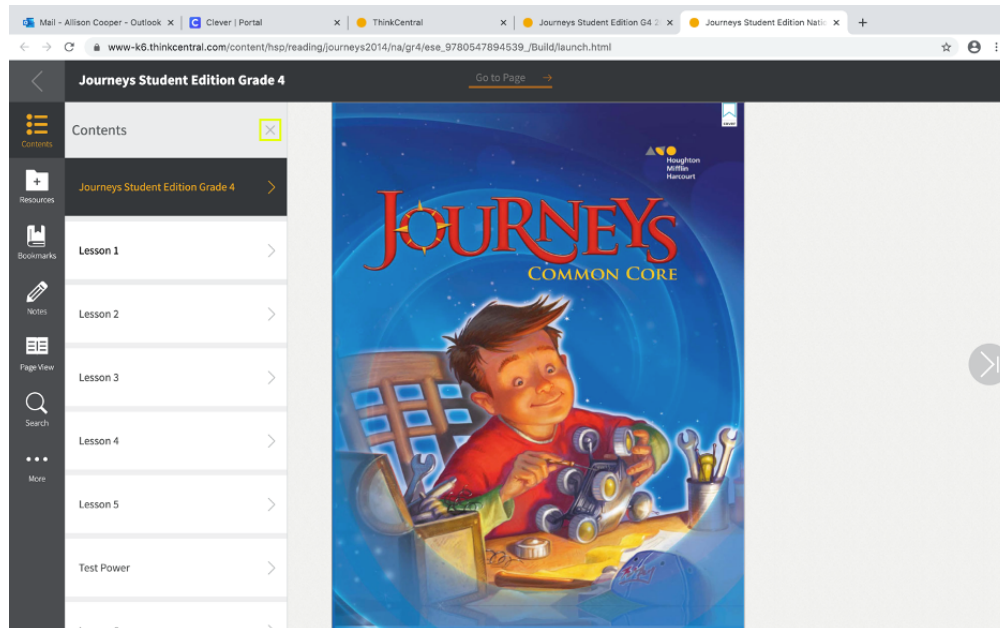 Mail - Allison Cooper - Outlook
Clever | Portal
ThinkCentral
Journeys Student Edition G4 2
Journeys Student Edition Natio
www-k6.thinkcentral.com/content/hsp/reading/journeys2014/na/gr4/ese_9780547894539_/Build/launch.html
Journeys Student Edition Grade 4
Go to Page
Contents
Resources
Bookmarks
Notes
Page View
Search
More
Contents
Journeys Student Edition Grade 4
Lesson 1
Lesson 2
Lesson 3
Lesson 4
Lesson 5
Test Power
cover
Houghton
Mifflin
Harcourt
JOURNEYS
COMMON CORE